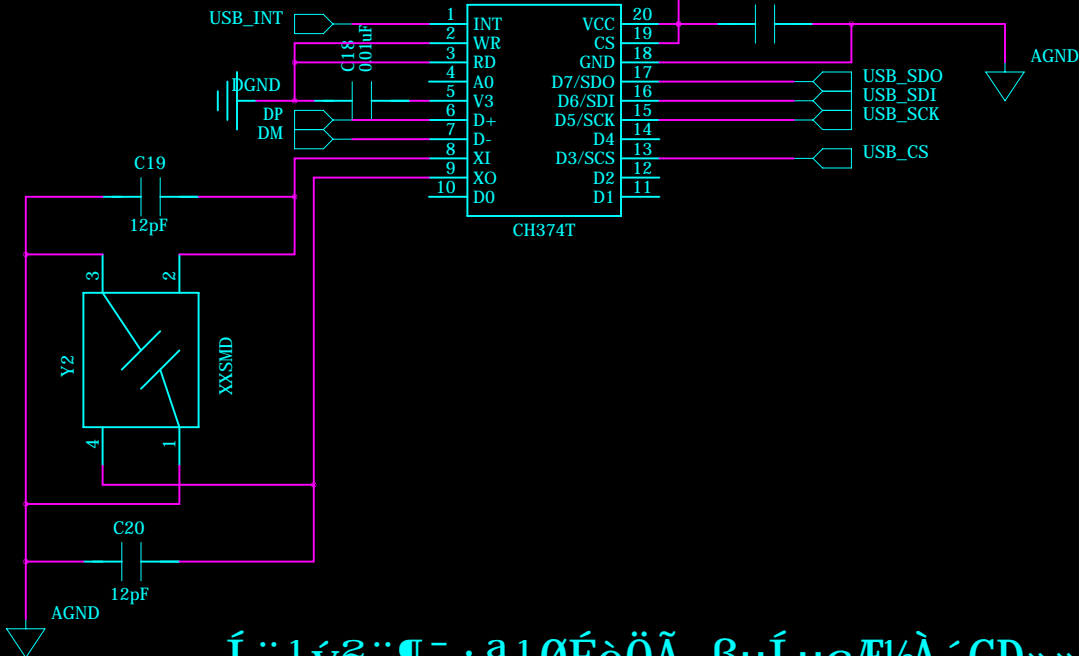 USB_INT
1 INT VCC 20
2 WR CS 19
3 RD GND 18
4 A0 D7/SDO 17
5 V3 D6/SDI 16
6 D+ D5/SCK 15
7 D- D4 14
8 XI D3/SCS 13
9 XO D2 12
10 D0 D1 11
CH374T
C18
0.01uF
DGND
DP
DM
AGND
USB_SDO
USB_SDI
USB_SCK
USB_CS
C19
12pF
3
2
Y2
XXSMD
4
1
C20
12pF
AGND